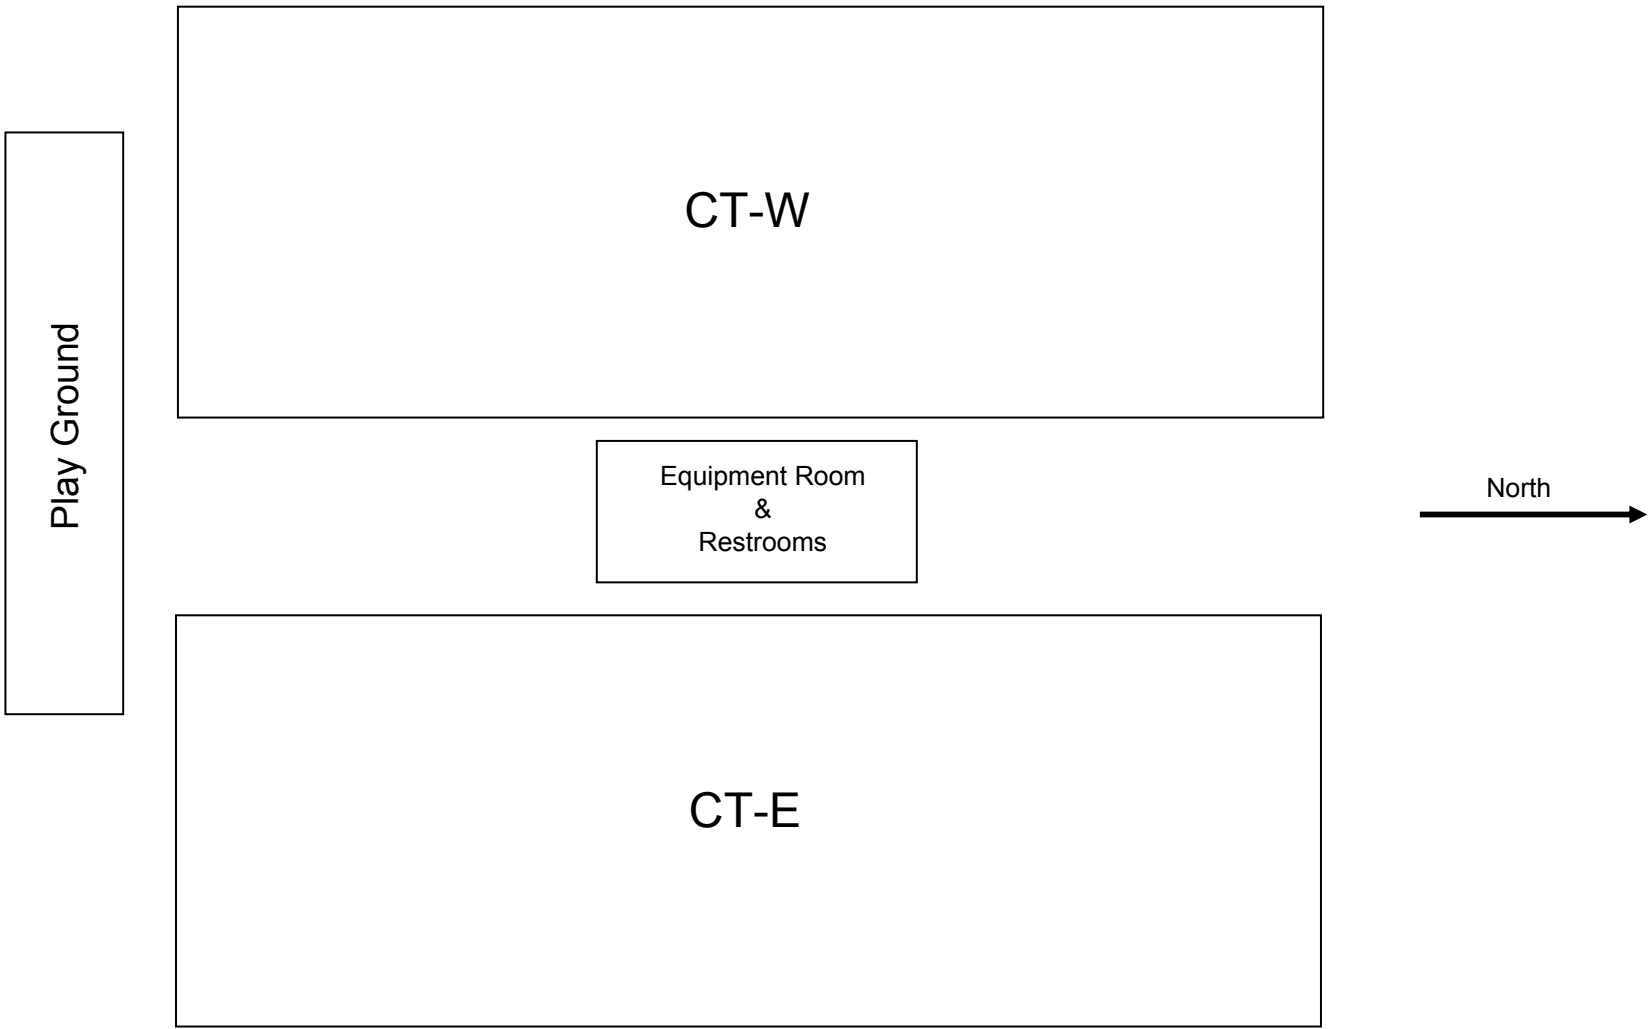 CT-W
Play Ground
Equipment Room
&
Restrooms
North
CT-E